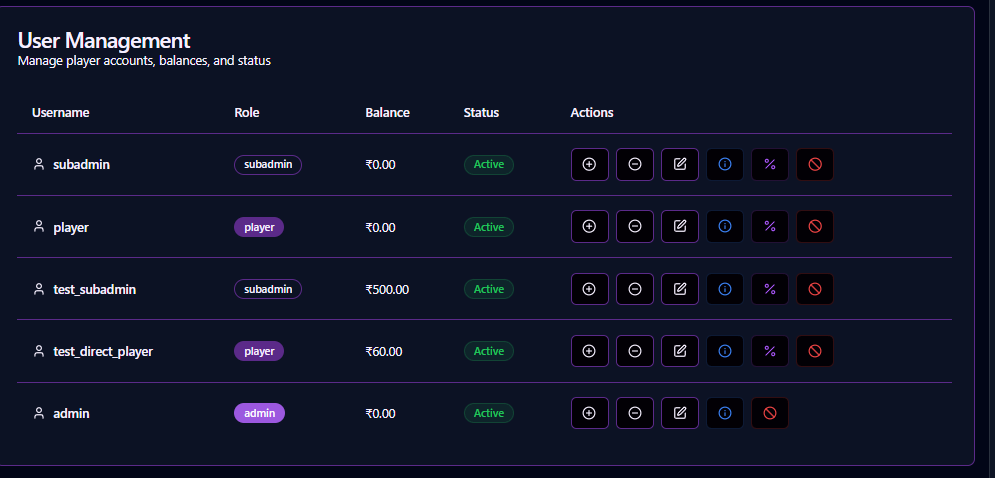 User Management
Manage player accounts, balances, and status
Username Role Balance Status Actions
subadmin subadmin ₹0.00 Active
player player ₹0.00 Active
test_subadmin subadmin ₹500.00 Active
test_direct_player player ₹60.00 Active
admin admin ₹0.00 Active